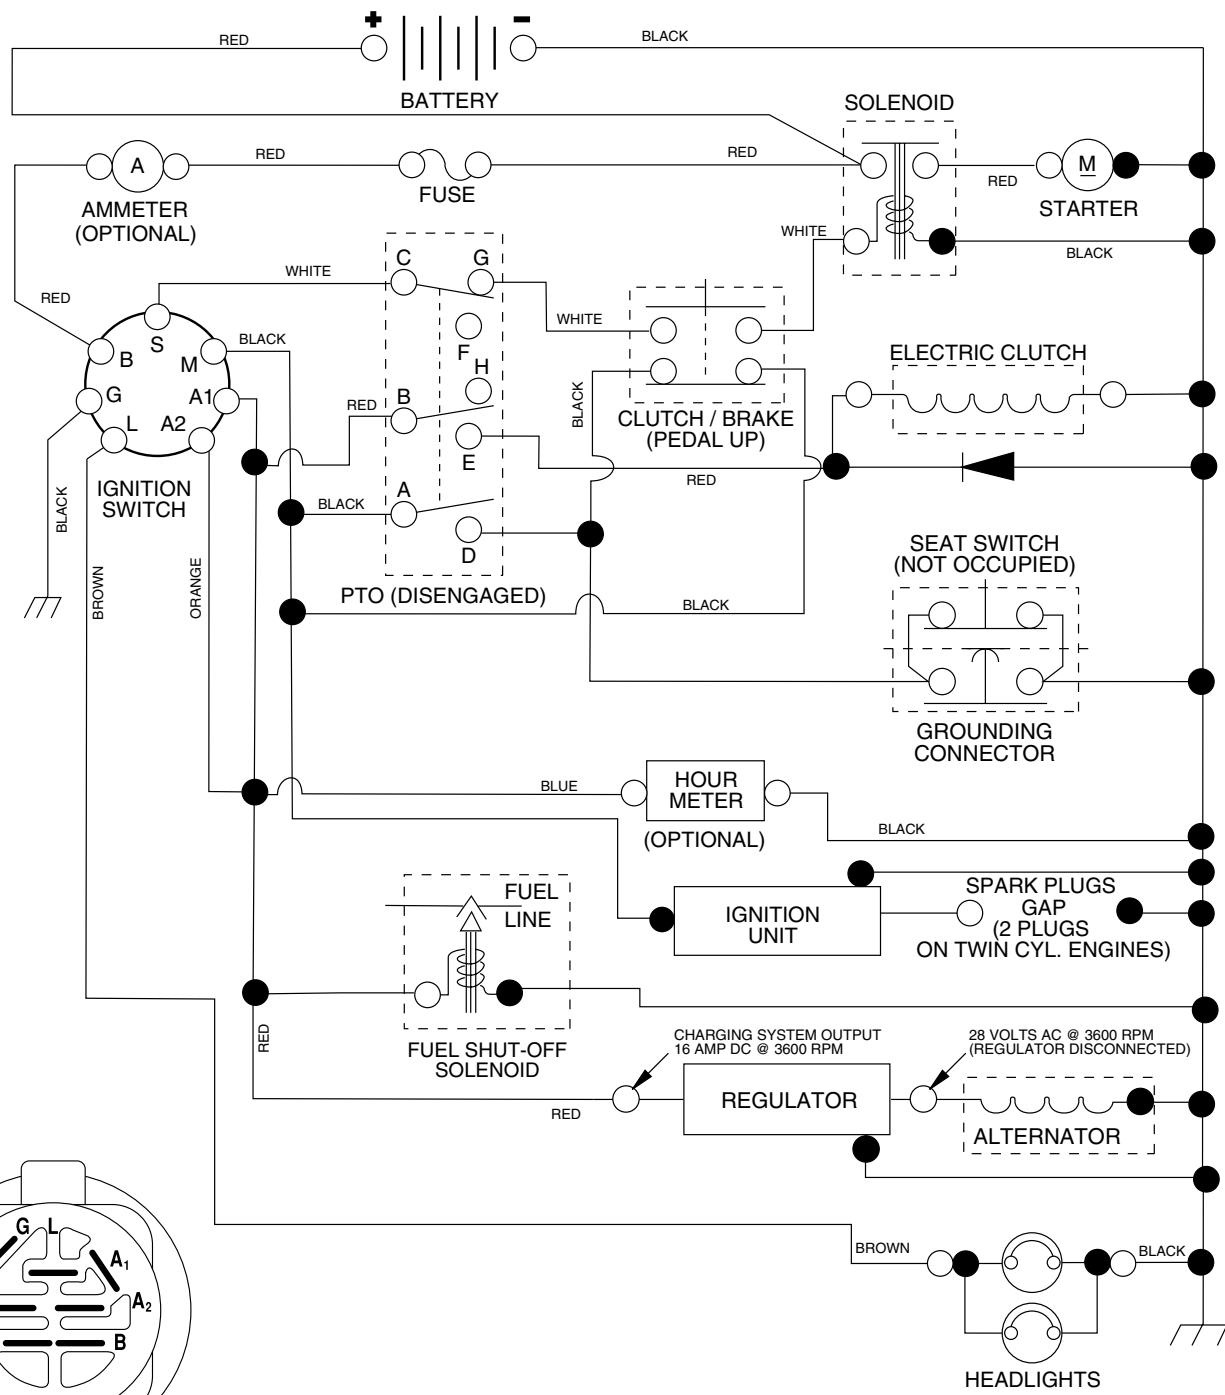 + -
RED
BLACK
BATTERY
SOLENOID
A
RED
RED
RED
M
FUSE
AMMETER
(OPTIONAL)
STARTER
WHITE
BLACK
C
G
WHITE
RED
WHITE
S
F
BLACK
B
M
H
ELECTRIC CLUTCH
G
A1
RED
B
BLACK
CLUTCH / BRAKE
(PEDAL UP)
L
A2
E
RED
IGNITION
SWITCH
A
BLACK
BLACK
D
SEAT SWITCH
(NOT OCCUPIED)
BROWN
ORANGE
PTO (DISENGAGED)
BLACK
GROUNDING
CONNECTOR
BLUE
HOUR
METER
(OPTIONAL)
BLACK
FUEL
LINE
IGNITION
UNIT
SPARK PLUGS
GAP
(2 PLUGS
ON TWIN CYL. ENGINES)
RED
FUEL SHUT-OFF
SOLENOID
CHARGING SYSTEM OUTPUT
16 AMP DC @ 3600 RPM
28 VOLTS AC @ 3600 RPM
(REGULATOR DISCONNECTED)
RED
REGULATOR
ALTERNATOR
G L
A1
A2
B
BROWN
BLACK
HEADLIGHTS